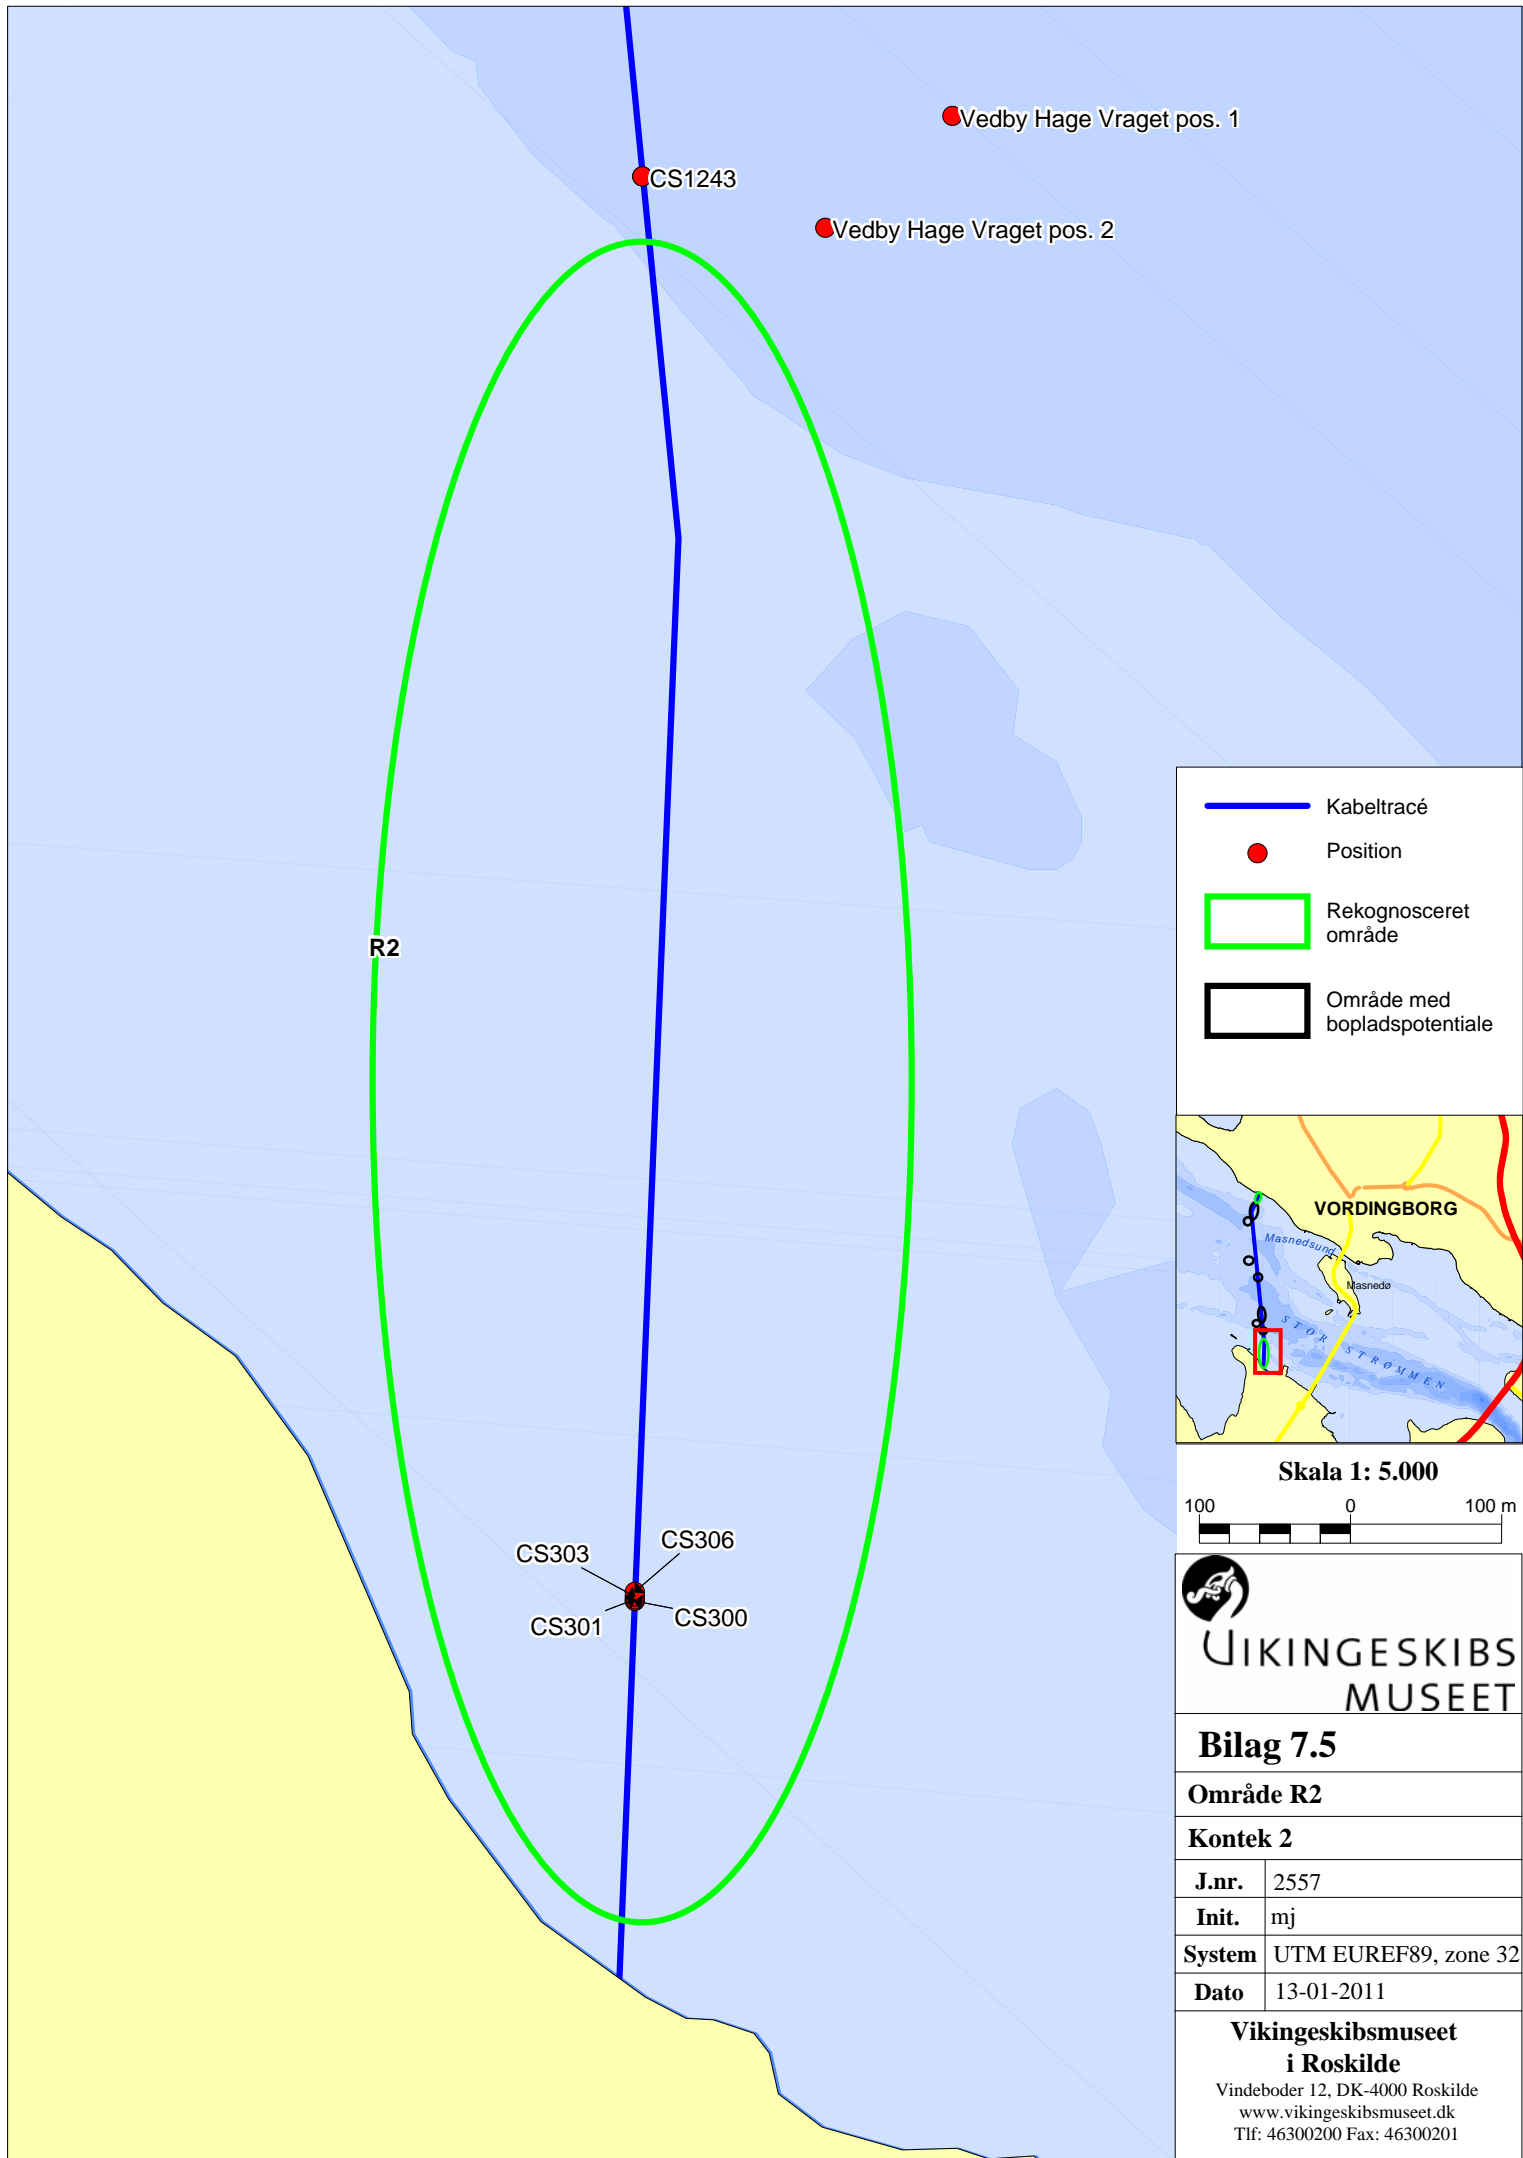 Vedby Hage Vraget pos. 1
CS1243
Vedby Hage Vraget pos. 2
R2
CS303
CS306
CS301
CS300
Kabeltracé
Position
Rekognosceret
område
Område med
bopladspotentiale
VORDINGBORG
Masnedsund
Masnedø
STOR STRØMMEN
Skala 1: 5.000
100 0 100 m
VIKINGESKIBS
MUSEET
Bilag 7.5
Område R2
Kontek 2
J.nr. 2557
Init. mj
System UTM EUREF89, zone 32
Dato 13-01-2011
Vikingeskibsmuseet
i Roskilde
Vindeboder 12, DK-4000 Roskilde
www.vikingeskibsmuseet.dk
Tlf: 46300200 Fax: 46300201